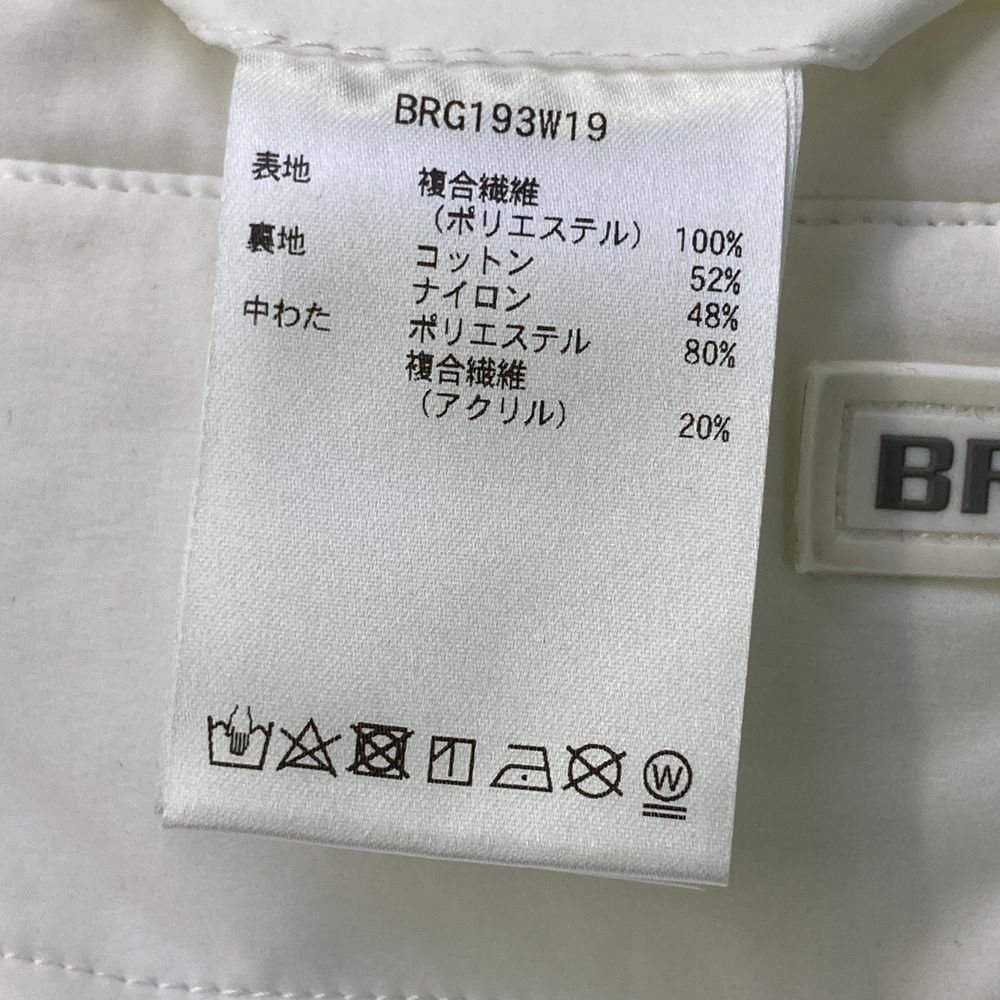 BRG193W19
表地 複合繊維
(ポリエステル) 100%
裏地 コットン 52%
ナイロン 48%
中わた ポリエステル 80%
複合繊維
(アクリル) 20%
W
BR